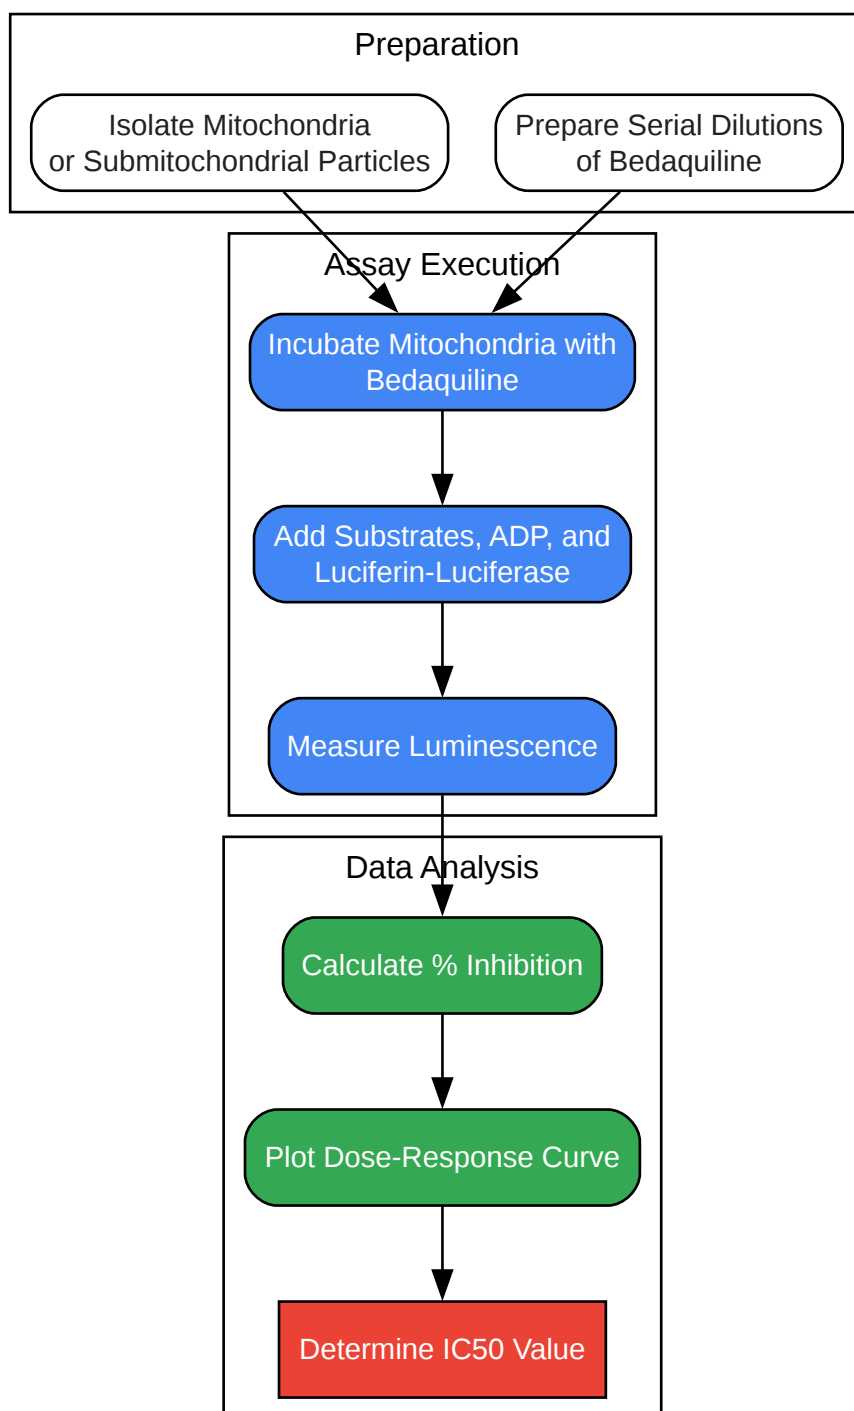 Preparation
Isolate Mitochondria
or Submitochondrial Particles
Prepare Serial Dilutions
of Bedaquiline
Assay Execution
Incubate Mitochondria with
Bedaquiline
Add Substrates, ADP, and
Luciferin-Luciferase
Measure Luminescence
Data Analysis
Calculate % Inhibition
Plot Dose-Response Curve
Determine IC50 Value